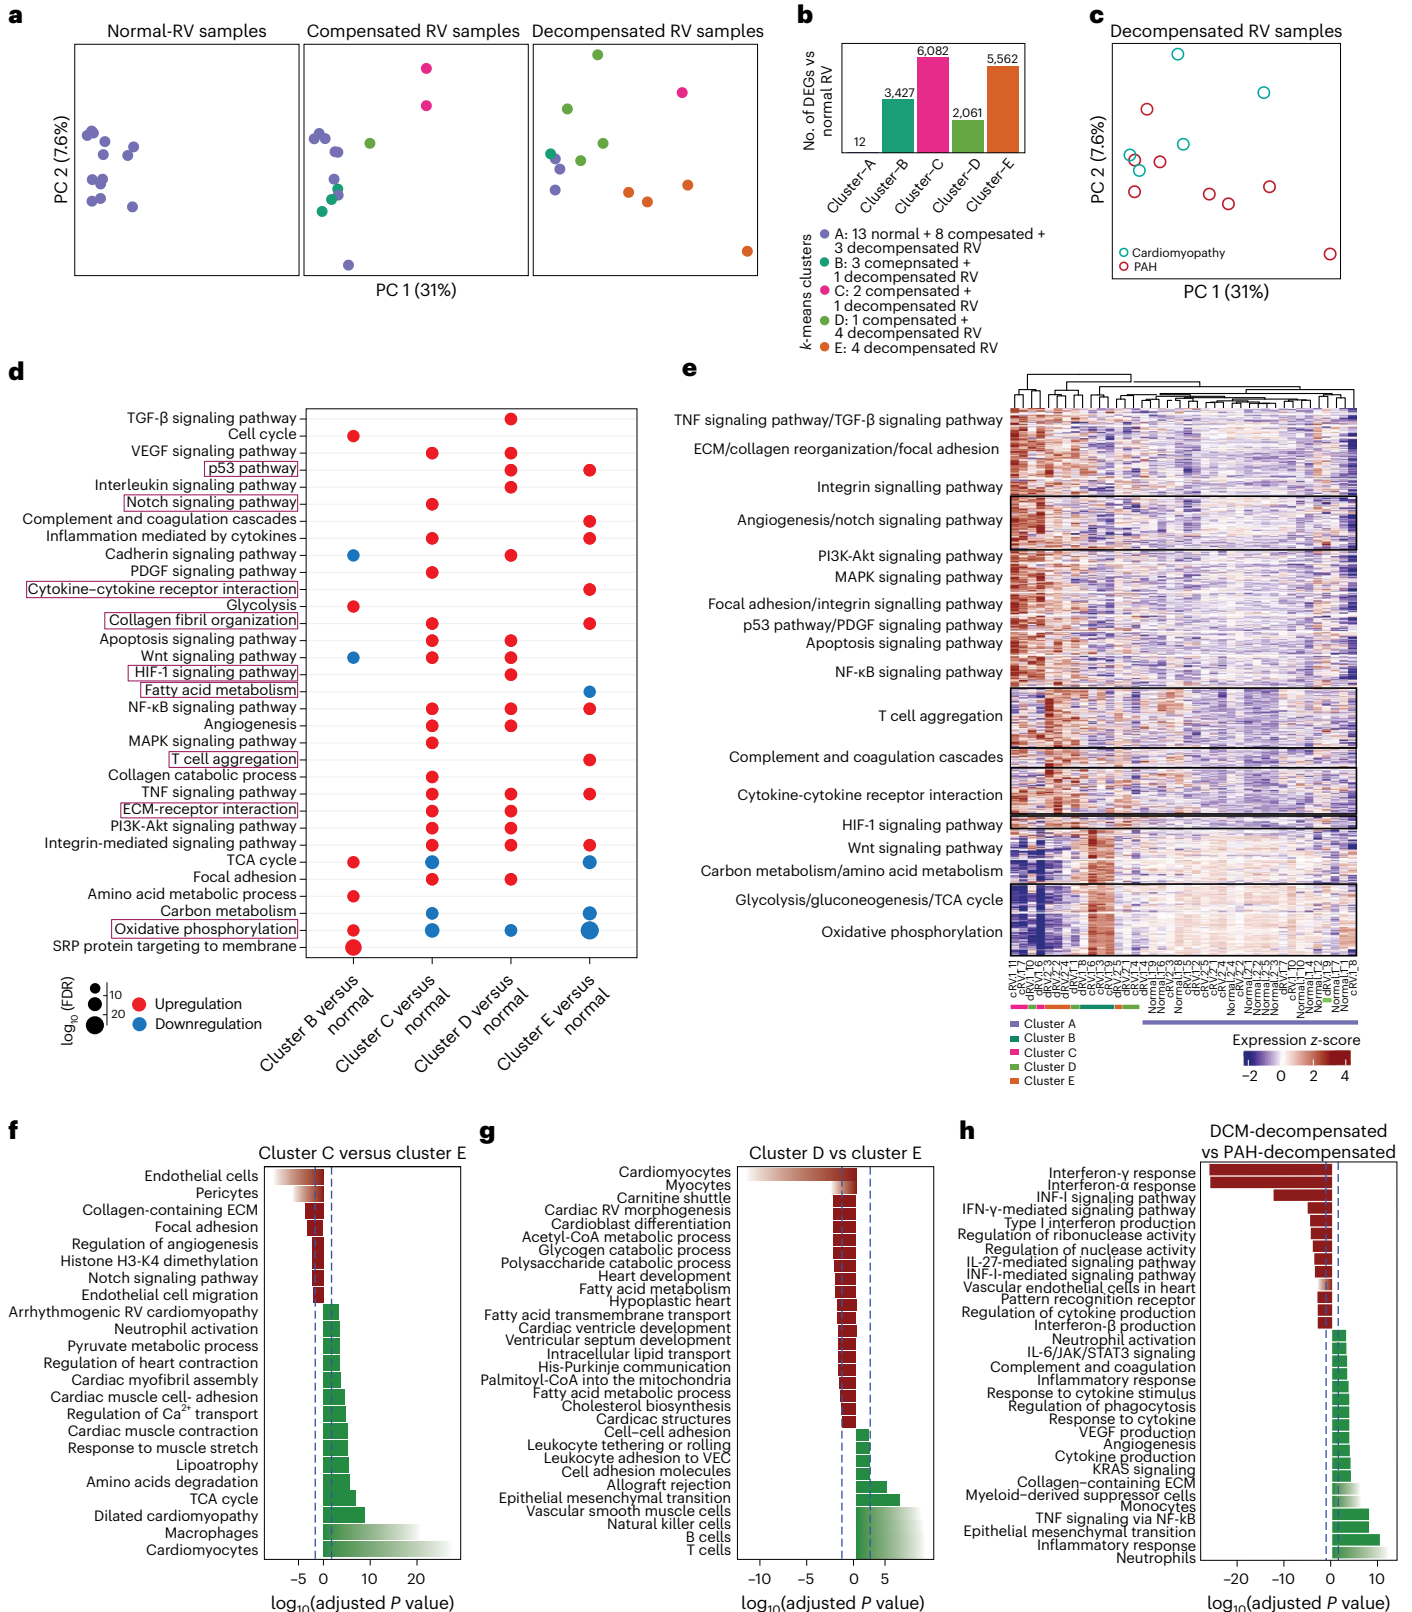 a
Normal-RV samples
Compensated RV samples
Decompensated RV samples
PC 2 (7.6%)
PC 1 (31%)
b
No. of DEGs vs
normal RV
12
3,427
6,082
2,061
5,562
Cluster–A
Cluster–B
Cluster–C
Cluster–D
Cluster–E
k-means clusters
A: 13 normal + 8 compesated +
3 decompensated RV
B: 3 comepnsated +
1 decompensated RV
C: 2 compensated +
1 decompensated RV
D: 1 compensated +
4 decompensated RV
E: 4 decompensated RV
c
Decompensated RV samples
PC 2 (7.6%)
Cardiomyopathy
PAH
PC 1 (31%)
d
TGF-β signaling pathway
Cell cycle
VEGF signaling pathway
p53 pathway
Interleukin signaling pathway
Notch signaling pathway
Complement and coagulation cascades
Inflammation mediated by cytokines
Cadherin signaling pathway
PDGF signaling pathway
Cytokine–cytokine receptor interaction
Glycolysis
Collagen fibril organization
Apoptosis signaling pathway
Wnt signaling pathway
HIF-1 signaling pathway
Fatty acid metabolism
NF-κB signaling pathway
Angiogenesis
MAPK signaling pathway
T cell aggregation
Collagen catabolic process
TNF signaling pathway
ECM-receptor interaction
PI3K-Akt signaling pathway
Integrin-mediated signaling pathway
TCA cycle
Focal adhesion
Amino acid metabolic process
Carbon metabolism
Oxidative phosphorylation
SRP protein targeting to membrane
log10 (FDR)
10
20
Upregulation
Downregulation
Cluster B versus
normal
Cluster C versus
normal
Cluster D versus
normal
Cluster E versus
normal
e
TNF signaling pathway/TGF-β signaling pathway
ECM/collagen reorganization/focal adhesion
Integrin signalling pathway
Angiogenesis/notch signaling pathway
PI3K-Akt signaling pathway
MAPK signaling pathway
Focal adhesion/integrin signalling pathway
p53 pathway/PDGF signaling pathway
Apoptosis signaling pathway
NF-κB signaling pathway
T cell aggregation
Complement and coagulation cascades
Cytokine-cytokine receptor interaction
HIF-1 signaling pathway
Wnt signaling pathway
Carbon metabolism/amino acid metabolism
Glycolysis/gluconeogenesis/TCA cycle
Oxidative phosphorylation
Cluster A
Cluster B
Cluster C
Cluster D
Cluster E
Expression z-score
−2 0 2 4
f
Cluster C versus cluster E
Endothelial cells
Pericytes
Collagen-containing ECM
Focal adhesion
Regulation of angiogenesis
Histone H3-K4 dimethylation
Notch signaling pathway
Endothelial cell migration
Arrhythmogenic RV cardiomyopathy
Neutrophil activation
Pyruvate metabolic process
Regulation of heart contraction
Cardiac myofibril assembly
Cardiac muscle cell- adhesion
Regulation of Ca2+ transport
Cardiac muscle contraction
Response to muscle stretch
Lipoatrophy
Amino acids degradation
TCA cycle
Dilated cardiomyopathy
Macrophages
Cardiomyocytes
−5 0 10 20
log10(adjusted P value)
g
Cluster D vs cluster E
Cardiomyocytes
Myocytes
Carnitine shuttle
Cardiac RV morphogenesis
Cardioblast differentiation
Acetyl-CoA metabolic process
Glycogen catabolic process
Polysaccharide catabolic process
Heart development
Fatty acid metabolism
Hypoplastic heart
Fatty acid transmembrane transport
Cardiac ventricle development
Ventricular septum development
Intracellular lipid transport
His-Purkinje communication
Palmitoyl-CoA into the mitochondria
Fatty acid metabolic process
Cholesterol biosynthesis
Cardicac structures
Cell–cell adhesion
Leukocyte tethering or rolling
Leukocyte adhesion to VEC
Cell adhesion molecules
Allograft rejection
Epithelial mesenchymal transition
Vascular smooth muscle cells
Natural killer cells
B cells
T cells
−10 −5 0 5
log10(adjusted P value)
h
DCM-decompensated
vs PAH-decompensated
Interferon-γ response
Interferon-α response
INF-I signaling pathway
IFN-γ-mediated signaling pathway
Type I interferon production
Regulation of ribonuclease activity
Regulation of nuclease activity
IL-27-mediated signaling pathway
INF-I-mediated signaling pathway
Vascular endothelial cells in heart
Pattern recognition receptor
Regulation of cytokine production
Interferon-β production
Neutrophil activation
IL-6/JAK/STAT3 signaling
Complement and coagulation
Inflammatory response
Response to cytokine stimulus
Regulation of phagocytosis
Response to cytokine
VEGF production
Angiogenesis
Cytokine production
KRAS signaling
Collagen–containing ECM
Myeloid–derived suppressor cells
Monocytes
TNF signaling via NF-kB
Epithelial mesenchymal transition
Inflammatory response
Neutrophils
−20 −10 0 10
log10(adjusted P value)